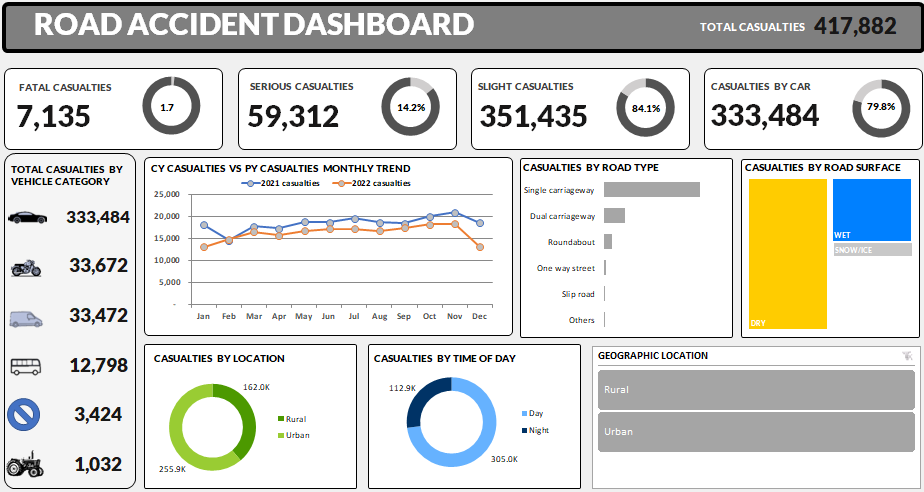 ROAD ACCIDENT DASHBOARD
TOTAL CASUALTIES 417,882
FATAL CASUALTIES
7,135
1.7
SERIOUS CASUALTIES
59,312
14.2%
SLIGHT CASUALTIES
351,435
84.1%
CASUALTIES BY CAR
333,484
79.8%
TOTAL CASUALTIES BY
VEHICLE CATEGORY
333,484
33,672
33,472
12,798
3,424
1,032
CY CASUALTIES VS PY CASUALTIES MONTHLY TREND
2021 casualties 2022 casualties
25,000
20,000
15,000
10,000
5,000
-
Jan Feb Mar Apr May Jun Jul Aug Sep Oct Nov Dec
CASUALTIES BY ROAD TYPE
Single carriageway
Dual carriageway
Roundabout
One way street
Slip road
Others
CASUALTIES BY ROAD SURFACE
WET
SNOW/ICE
DRY
CASUALTIES BY LOCATION
162.0K
Rural
Urban
255.9K
CASUALTIES BY TIME OF DAY
112.9K
Day
Night
305.0K
GEOGRAPHIC LOCATION
Rural
Urban